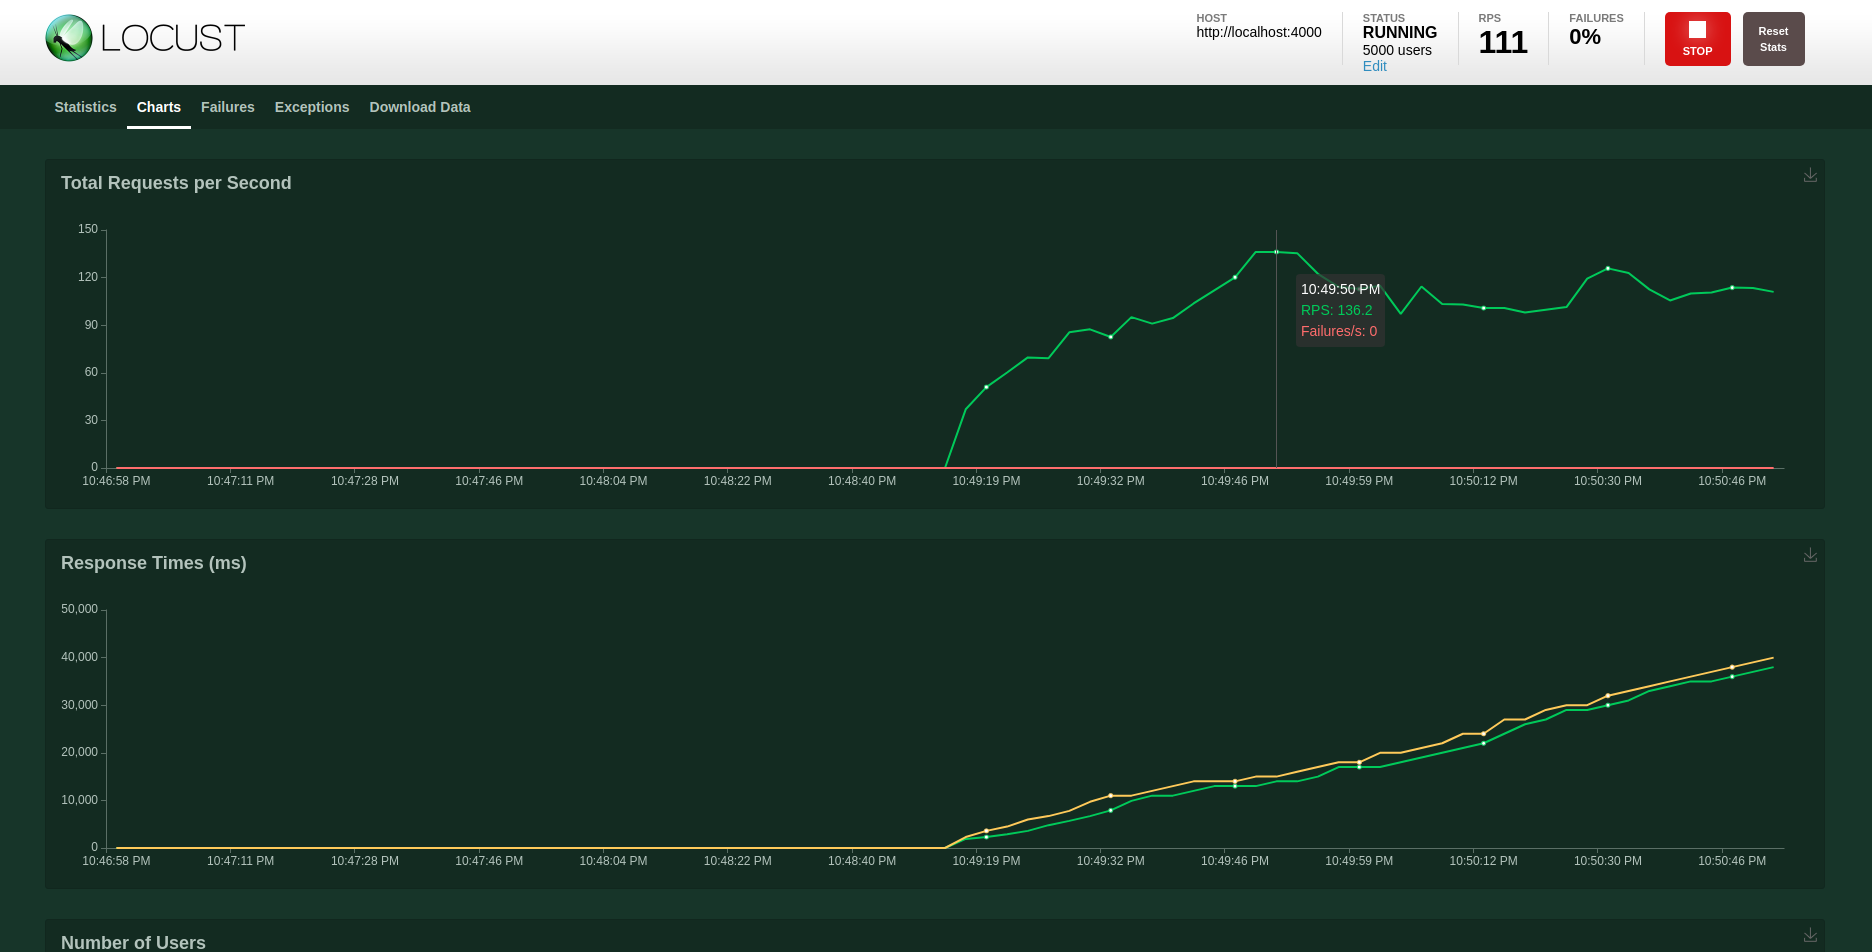 LOCUST
HOST
http://localhost:4000
STATUS
RUNNING
5000 users
Edit
RPS
111
FAILURES
0%
STOP
Reset
Stats
Statistics Charts Failures Exceptions Download Data
Total Requests per Second
150
120
90
60
30
0
10:49:50 PM
RPS: 136.2
Failures/s: 0
10:46:58 PM 10:47:11 PM 10:47:28 PM 10:47:46 PM 10:48:04 PM 10:48:22 PM 10:48:40 PM 10:49:19 PM 10:49:32 PM 10:49:46 PM 10:49:59 PM 10:50:12 PM 10:50:30 PM 10:50:46 PM
Response Times (ms)
50,000
40,000
30,000
20,000
10,000
0
10:46:58 PM 10:47:11 PM 10:47:28 PM 10:47:46 PM 10:48:04 PM 10:48:22 PM 10:48:40 PM 10:49:19 PM 10:49:32 PM 10:49:46 PM 10:49:59 PM 10:50:12 PM 10:50:30 PM 10:50:46 PM
Number of Users